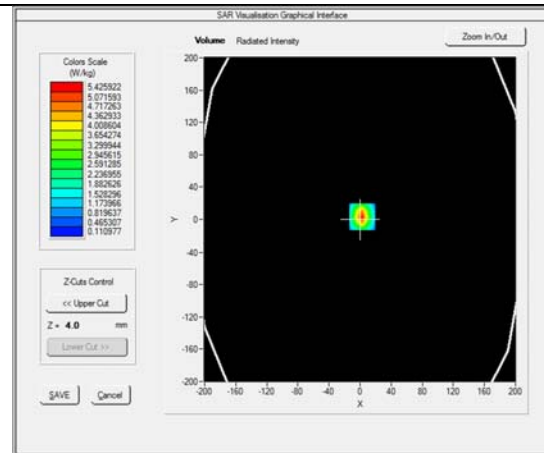 SAR Visualisation Graphical Interface
Volume Radiated Intensity
Zoom In/Out
Colors Scale
(W/kg)
5.425922
5.071593
4.717263
4.362933
4.008604
3.654274
3.299944
2.945615
2.591285
2.236955
1.882626
1.528296
1.173966
0.819637
0.465307
0.110977
Z-Cuts Control
<< Upper Cut
Z = 4.0 mm
Lower Cut >>
SAVE Cancel
200
160
120
80
40
Y 0
-40
-80
-120
-160
-200
-200 -160 -120 -80 -40 0 40 80 120 160 200
X